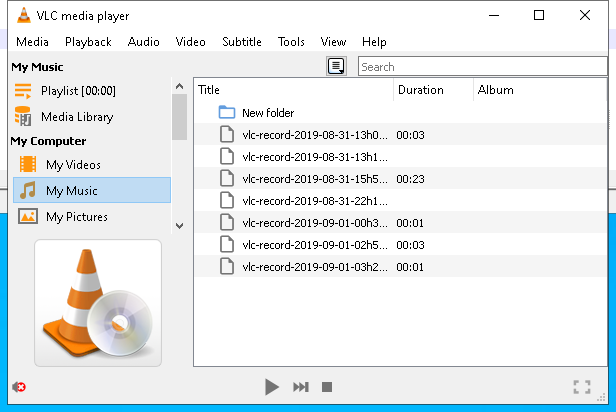 VLC media player
Media Playback Audio Video Subtitle Tools View Help
My Music
Search
Playlist [00:00]
Media Library
My Computer
My Videos
My Music
My Pictures
Title Duration Album
New folder
vlc-record-2019-08-31-13h0... 00:03
vlc-record-2019-08-31-13h1...
vlc-record-2019-08-31-15h5... 00:23
vlc-record-2019-08-31-22h1...
vlc-record-2019-09-01-00h3... 00:01
vlc-record-2019-09-01-02h5... 00:03
vlc-record-2019-09-01-03h2... 00:01